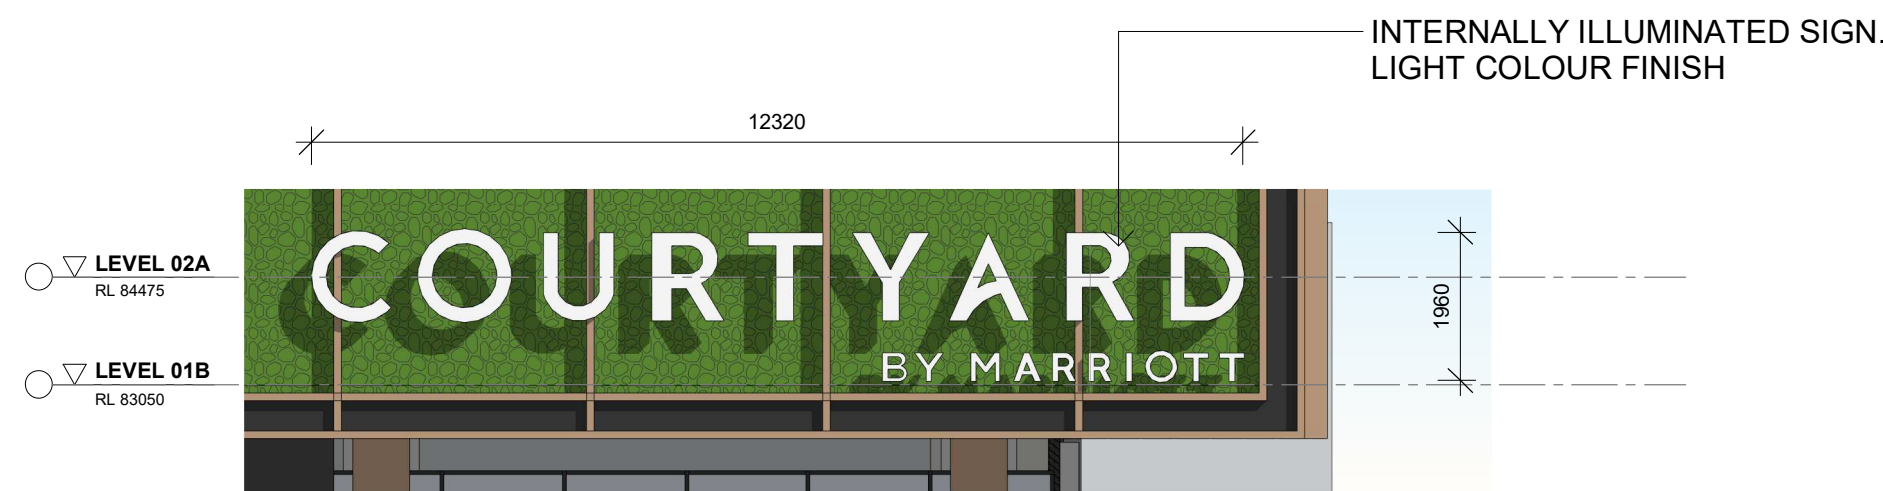 INTERNALLY ILLUMINATED SIGN.
LIGHT COLOUR FINISH
12320
LEVEL 02A
RL 84475
COURTYARD
1960
BY MARRIOTT
LEVEL 01B
RL 83050